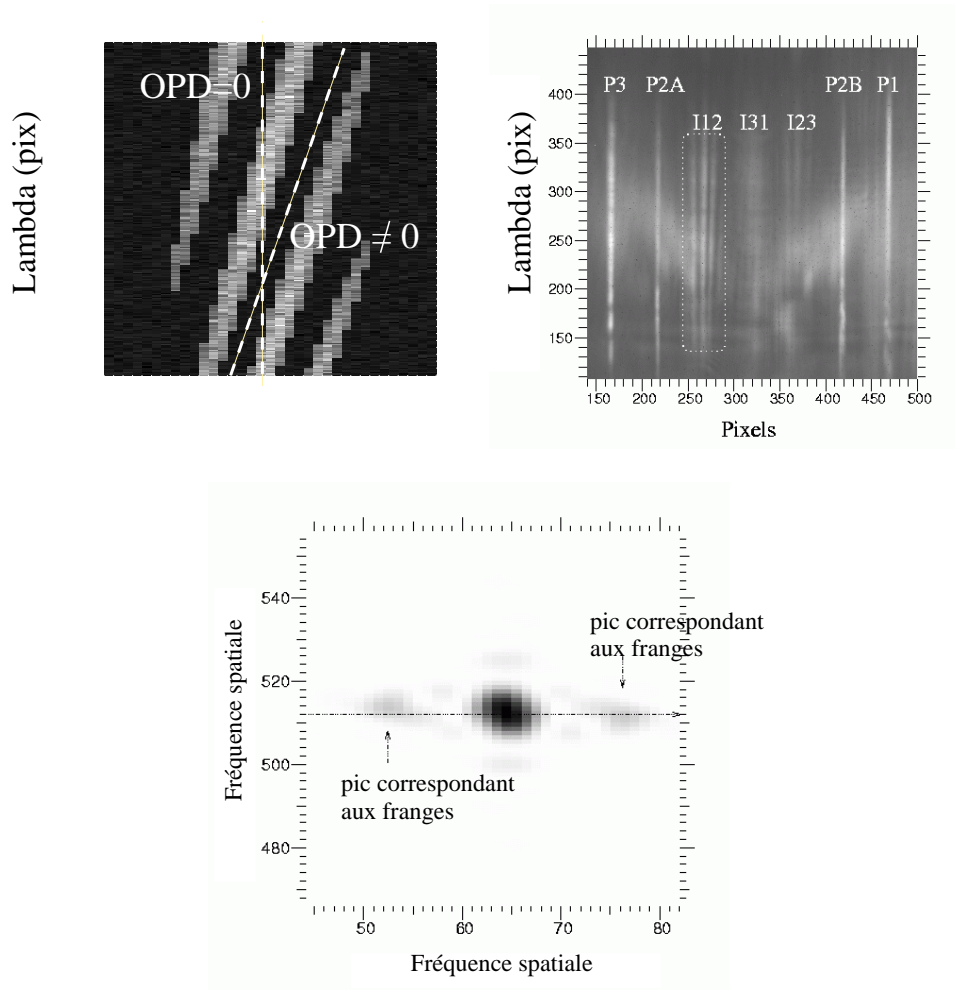 OPD=0
OPD ≠ 0
Lambda (pix)
Lambda (pix)
400
350
300
250
200
150
P3 P2A P2B P1
I12 I31 I23
150 200 250 300 350 400 450 500
Pixels
Fréquence spatiale
540
520
500
480
pic correspondant
aux franges
pic correspondant
aux franges
50 60 70 80
Fréquence spatiale